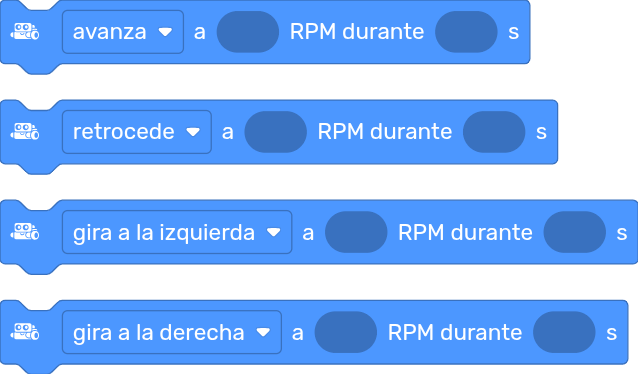 avanza a RPM durante s
retrocede a RPM durante s
gira a la izquierda a RPM durante s
gira a la derecha a RPM durante s